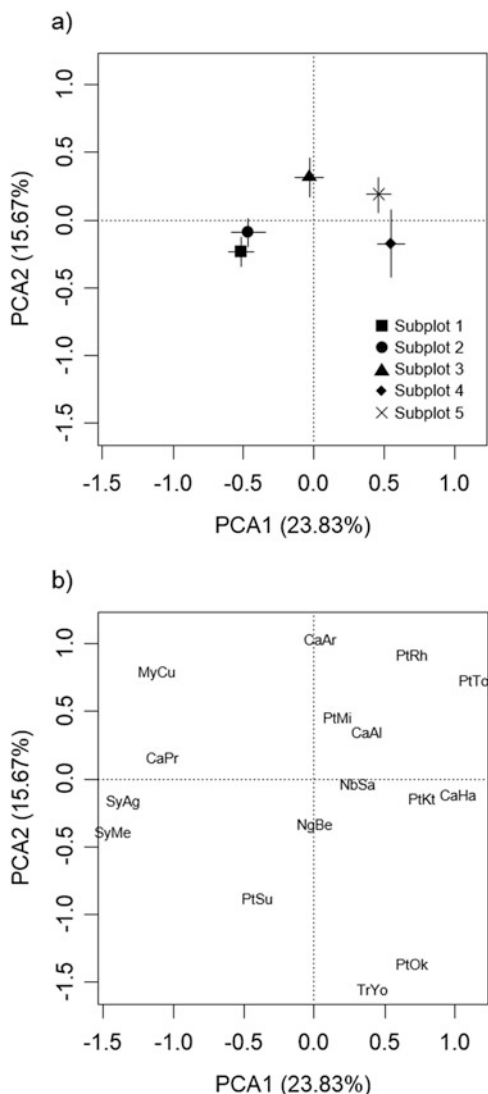 a)
PCA2 (15.67%)
1.0
0.5
0.0
-0.5
-1.0
-1.5
Subplot 1
Subplot 2
Subplot 3
Subplot 4
Subplot 5
-1.5 -1.0 -0.5 0.0 0.5 1.0
PCA1 (23.83%)
b)
PCA2 (15.67%)
1.0
0.5
0.0
-0.5
-1.0
-1.5
CaAr
PtRh
MyCu
PtTo
PtMi
CaAl
CaPr
NbSa
SyAg
PtKt
CaHa
SyMe
NgBe
PtSu
PtOk
TrYo
-1.5 -1.0 -0.5 0.0 0.5 1.0
PCA1 (23.83%)